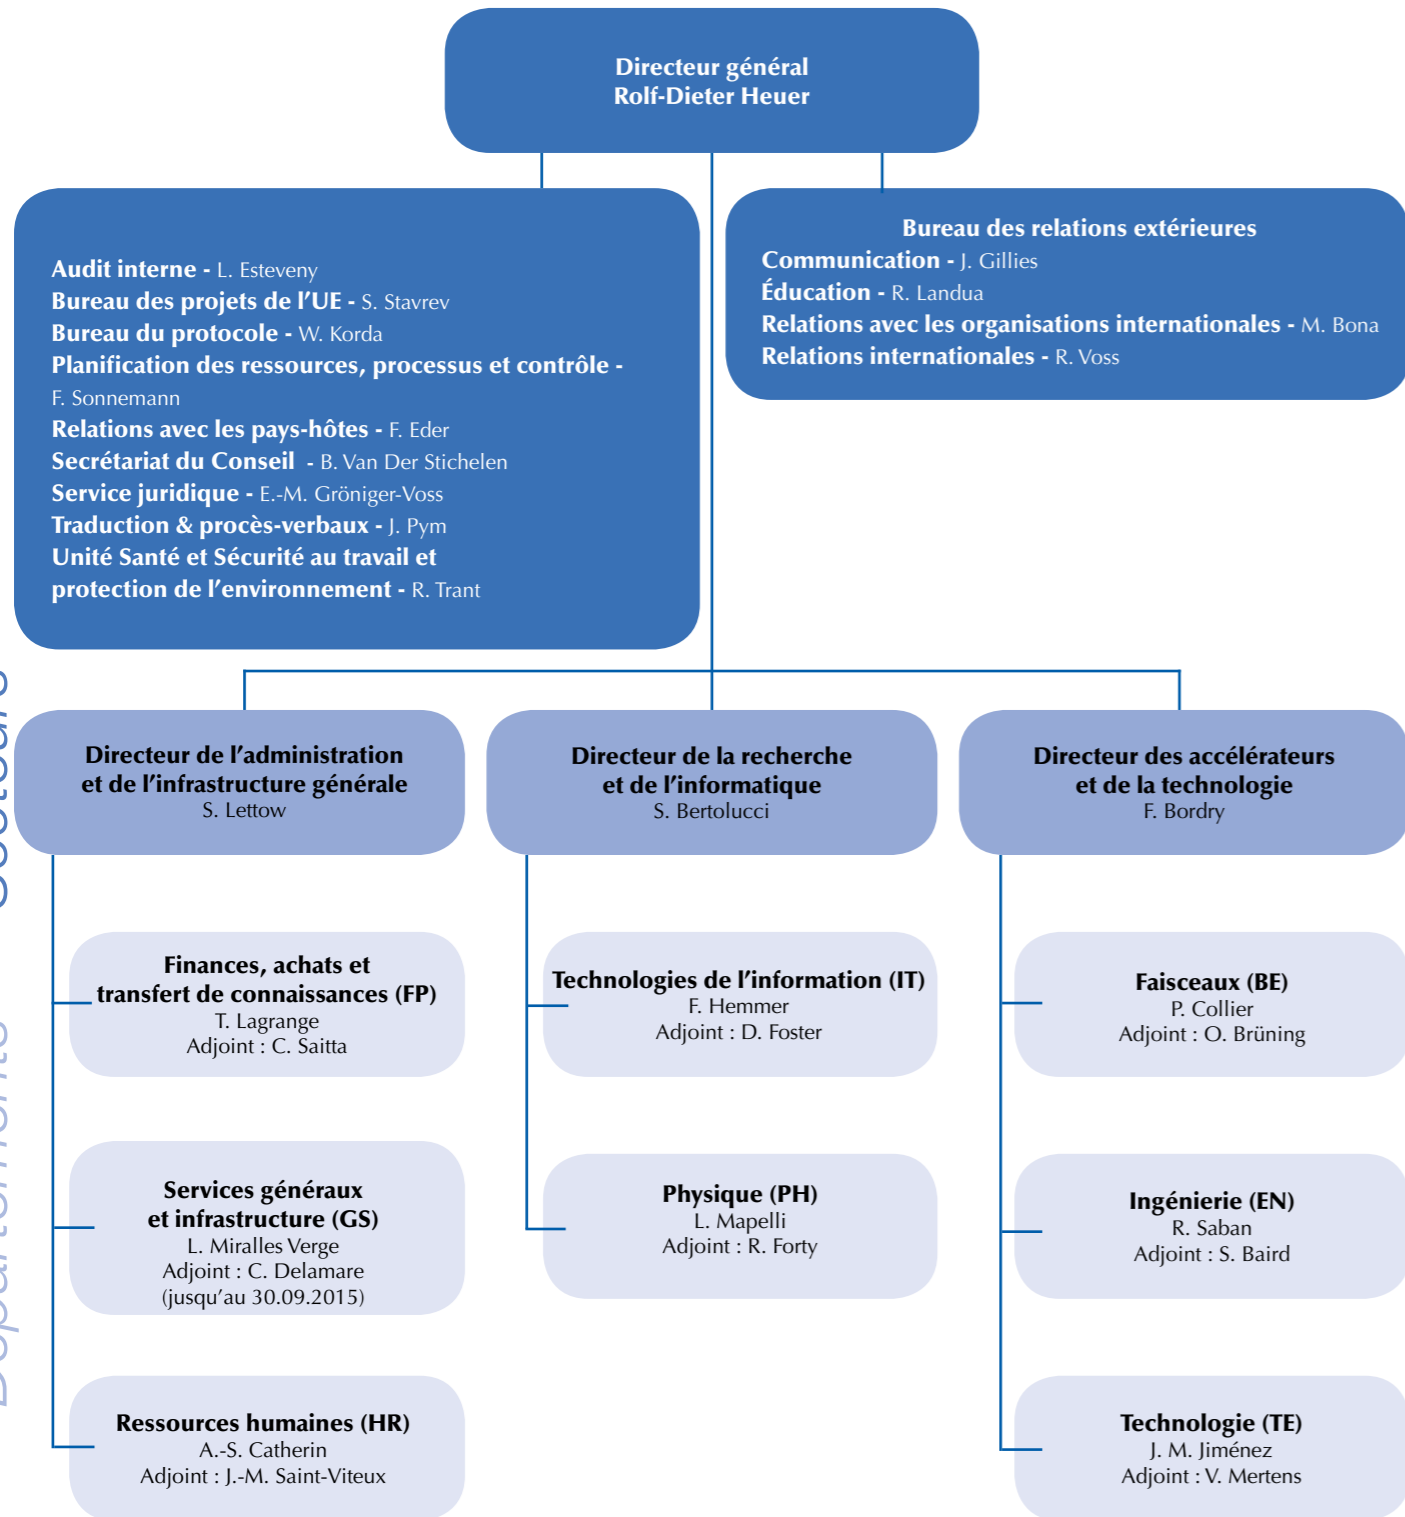 Directeur général
Rolf-Dieter Heuer
Audit interne - L. Esteveny
Bureau des projets de l’UE - S. Stavrev
Bureau du protocole - W. Korda
Planification des ressources, processus et contrôle -
F. Sonnemann
Relations avec les pays-hôtes - F. Eder
Secrétariat du Conseil - B. Van Der Stichelen
Service juridique - E.-M. Gröniger-Voss
Traduction & procès-verbaux - J. Pym
Unité Santé et Sécurité au travail et
protection de l’environnement - R. Trant
Bureau des relations extérieures
Communication - J. Gillies
Éducation - R. Landua
Relations avec les organisations internationales - M. Bona
Relations internationales - R. Voss
Secteurs
Directeur de l’administration
et de l’infrastructure générale
S. Lettow
Directeur de la recherche
et de l’informatique
S. Bertolucci
Directeur des accélérateurs
et de la technologie
F. Bordry
Départements
Finances, achats et
transfert de connaissances (FP)
T. Lagrange
Adjoint : C. Saitta
Services généraux
et infrastructure (GS)
L. Miralles Verge
Adjoint : C. Delamare
(jusqu’au 30.09.2015)
Ressources humaines (HR)
A.-S. Catherin
Adjoint : J.-M. Saint-Viteux
Technologies de l’information (IT)
F. Hemmer
Adjoint : D. Foster
Physique (PH)
L. Mapelli
Adjoint : R. Forty
Faisceaux (BE)
P. Collier
Adjoint : O. Brüning
Ingénierie (EN)
R. Saban
Adjoint : S. Baird
Technologie (TE)
J. M. Jiménez
Adjoint : V. Mertens